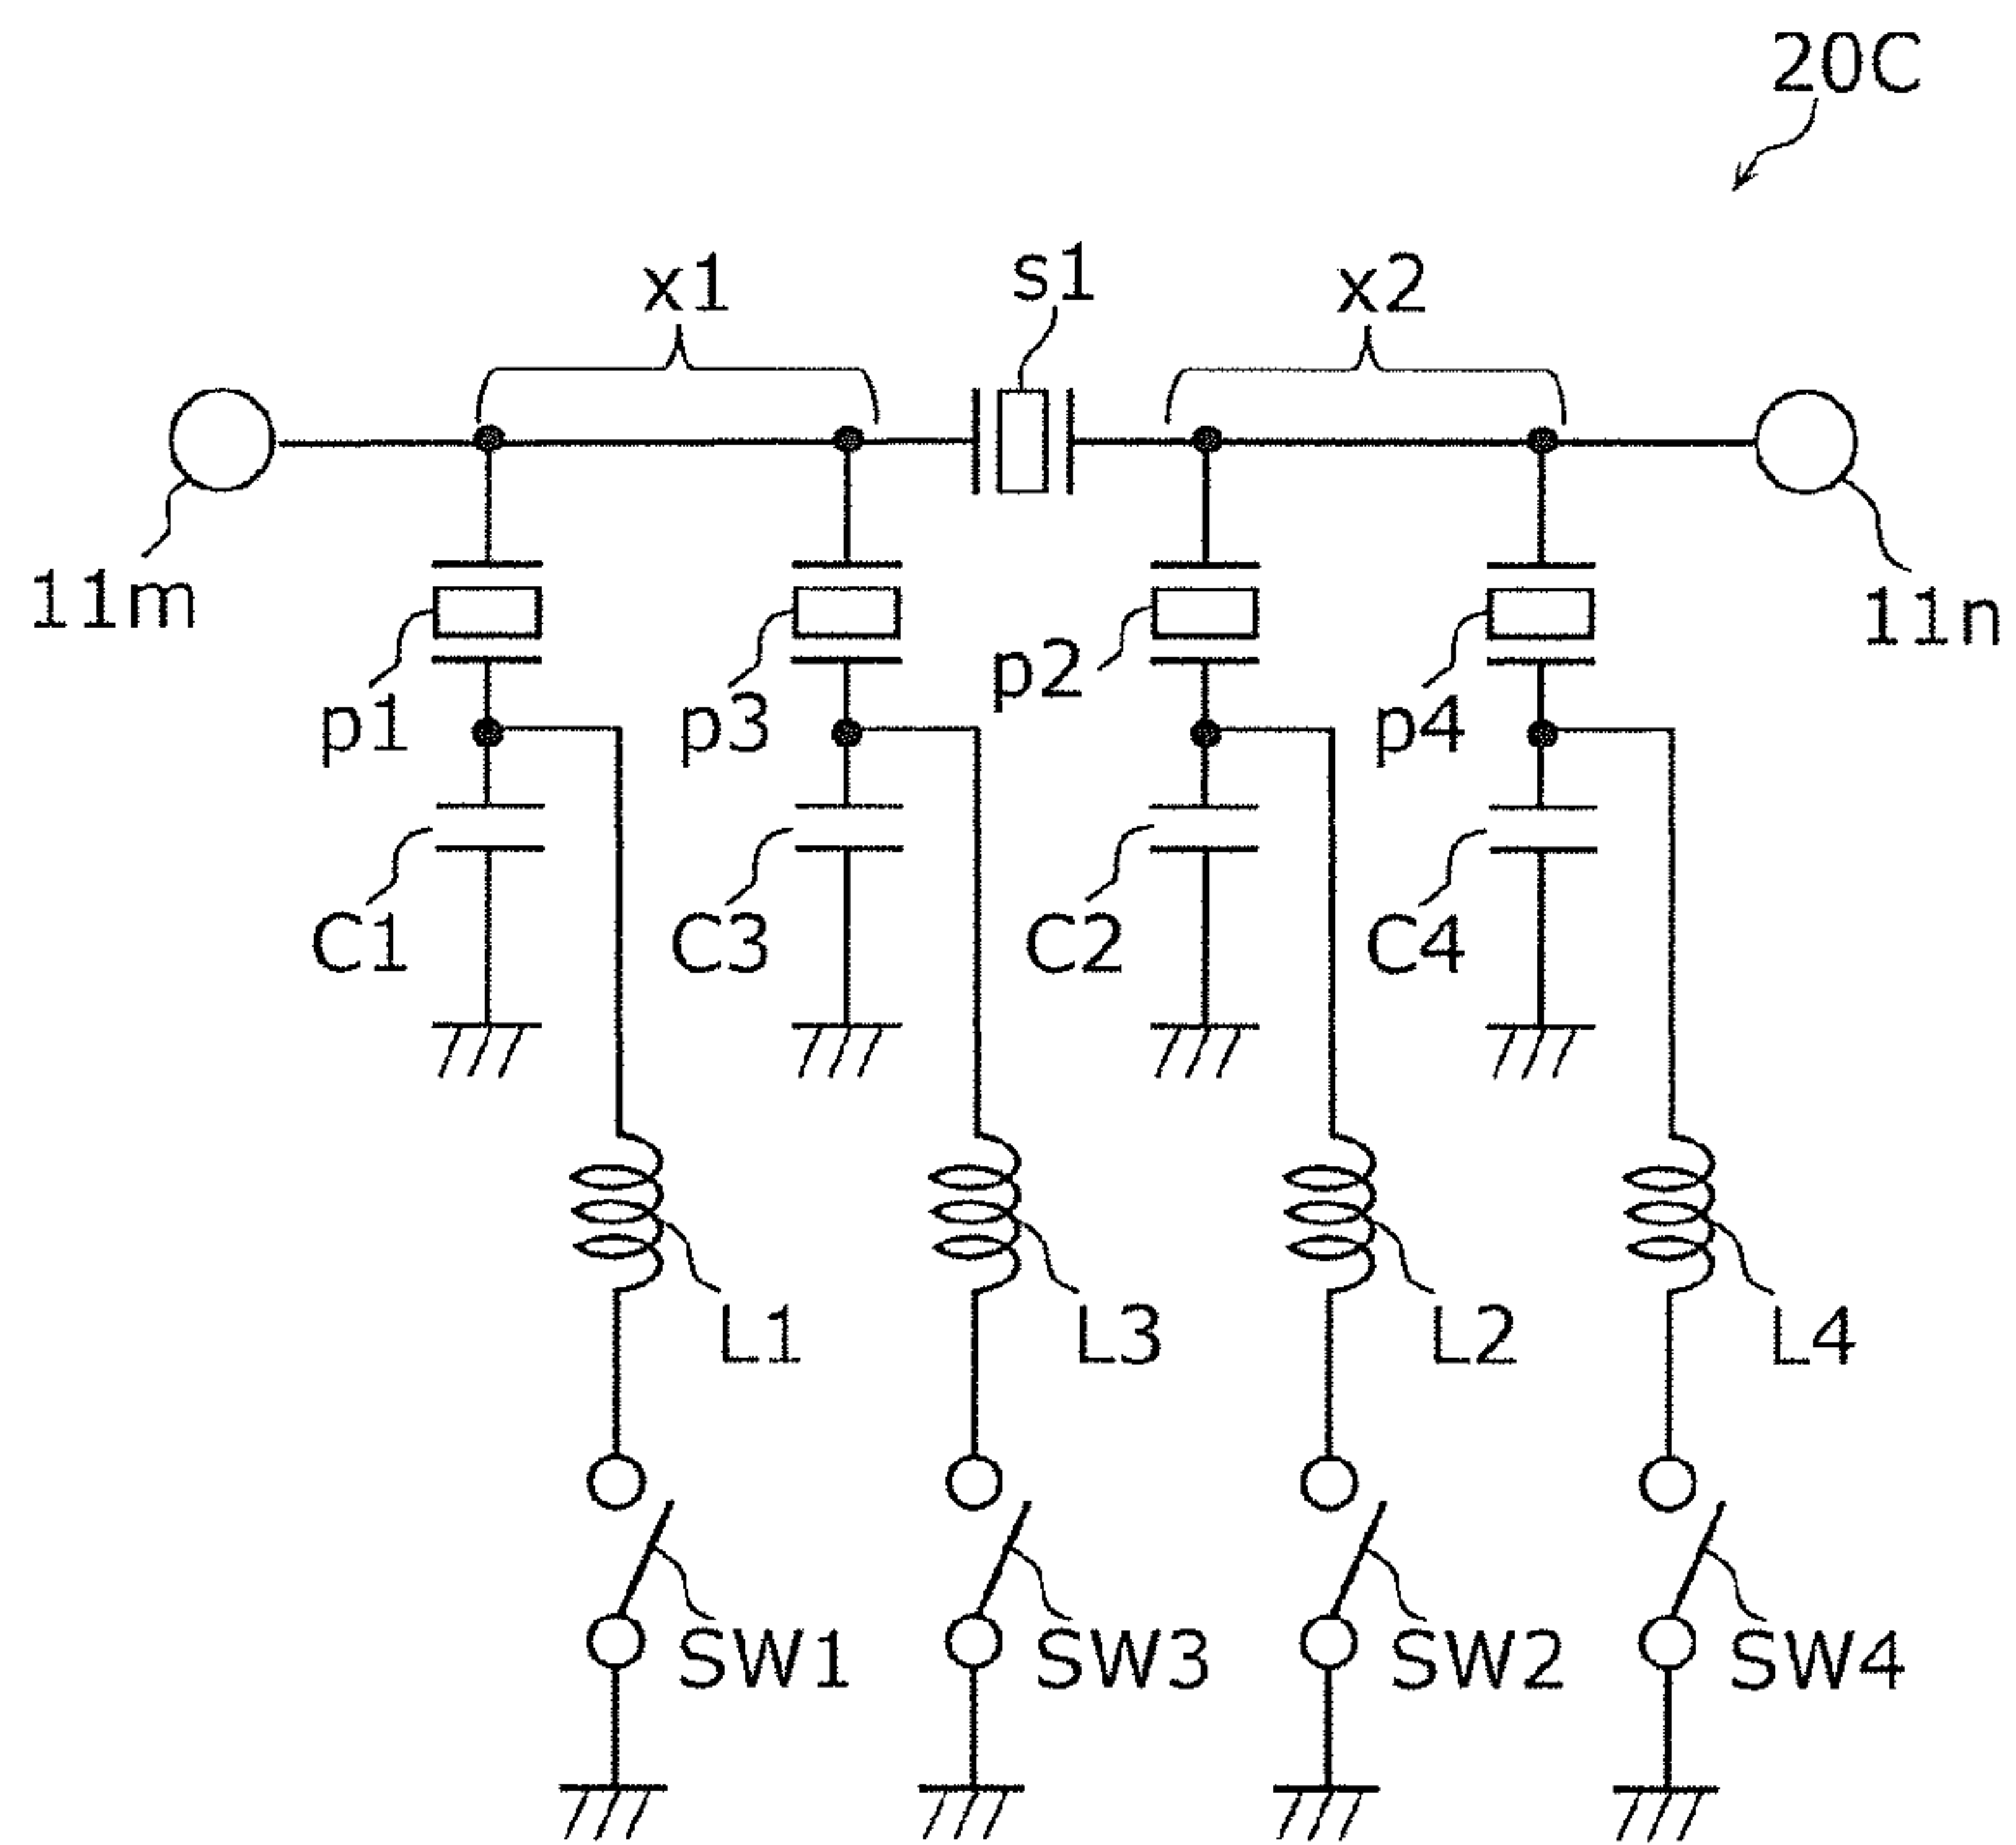 20C
x1 s1 x2
11m 11n
p1 p3 p2 p4
C1 C3 C2 C4
L1 L3 L2 L4
SW1 SW3 SW2 SW4